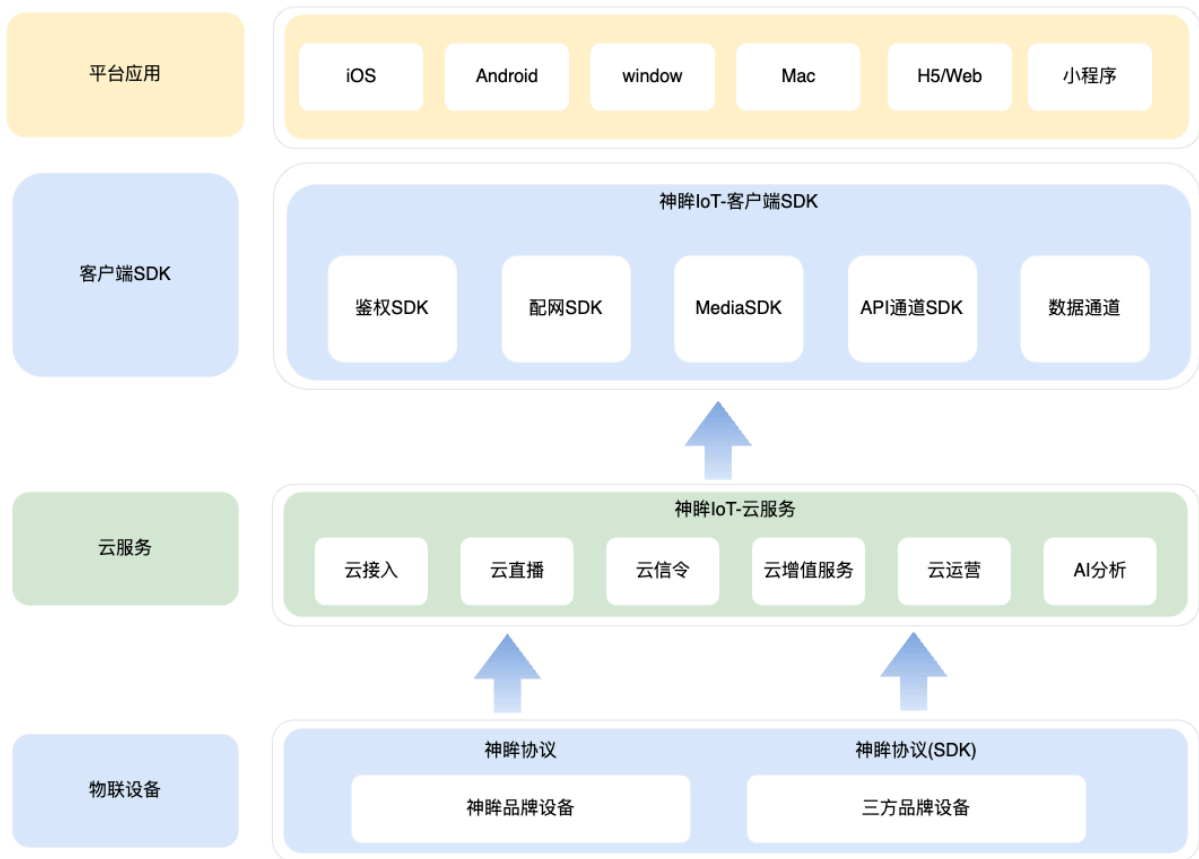 平台应用
iOS
Android
window
Mac
H5/Web
小程序
客户端SDK
神眸IoT-客户端SDK
鉴权SDK
配网SDK
MediaSDK
API通道SDK
数据通道
云服务
神眸IoT-云服务
云接入
云直播
云信令
云增值服务
云运营
AI分析
物联设备
神眸协议
神眸协议(SDK)
神眸品牌设备
三方品牌设备